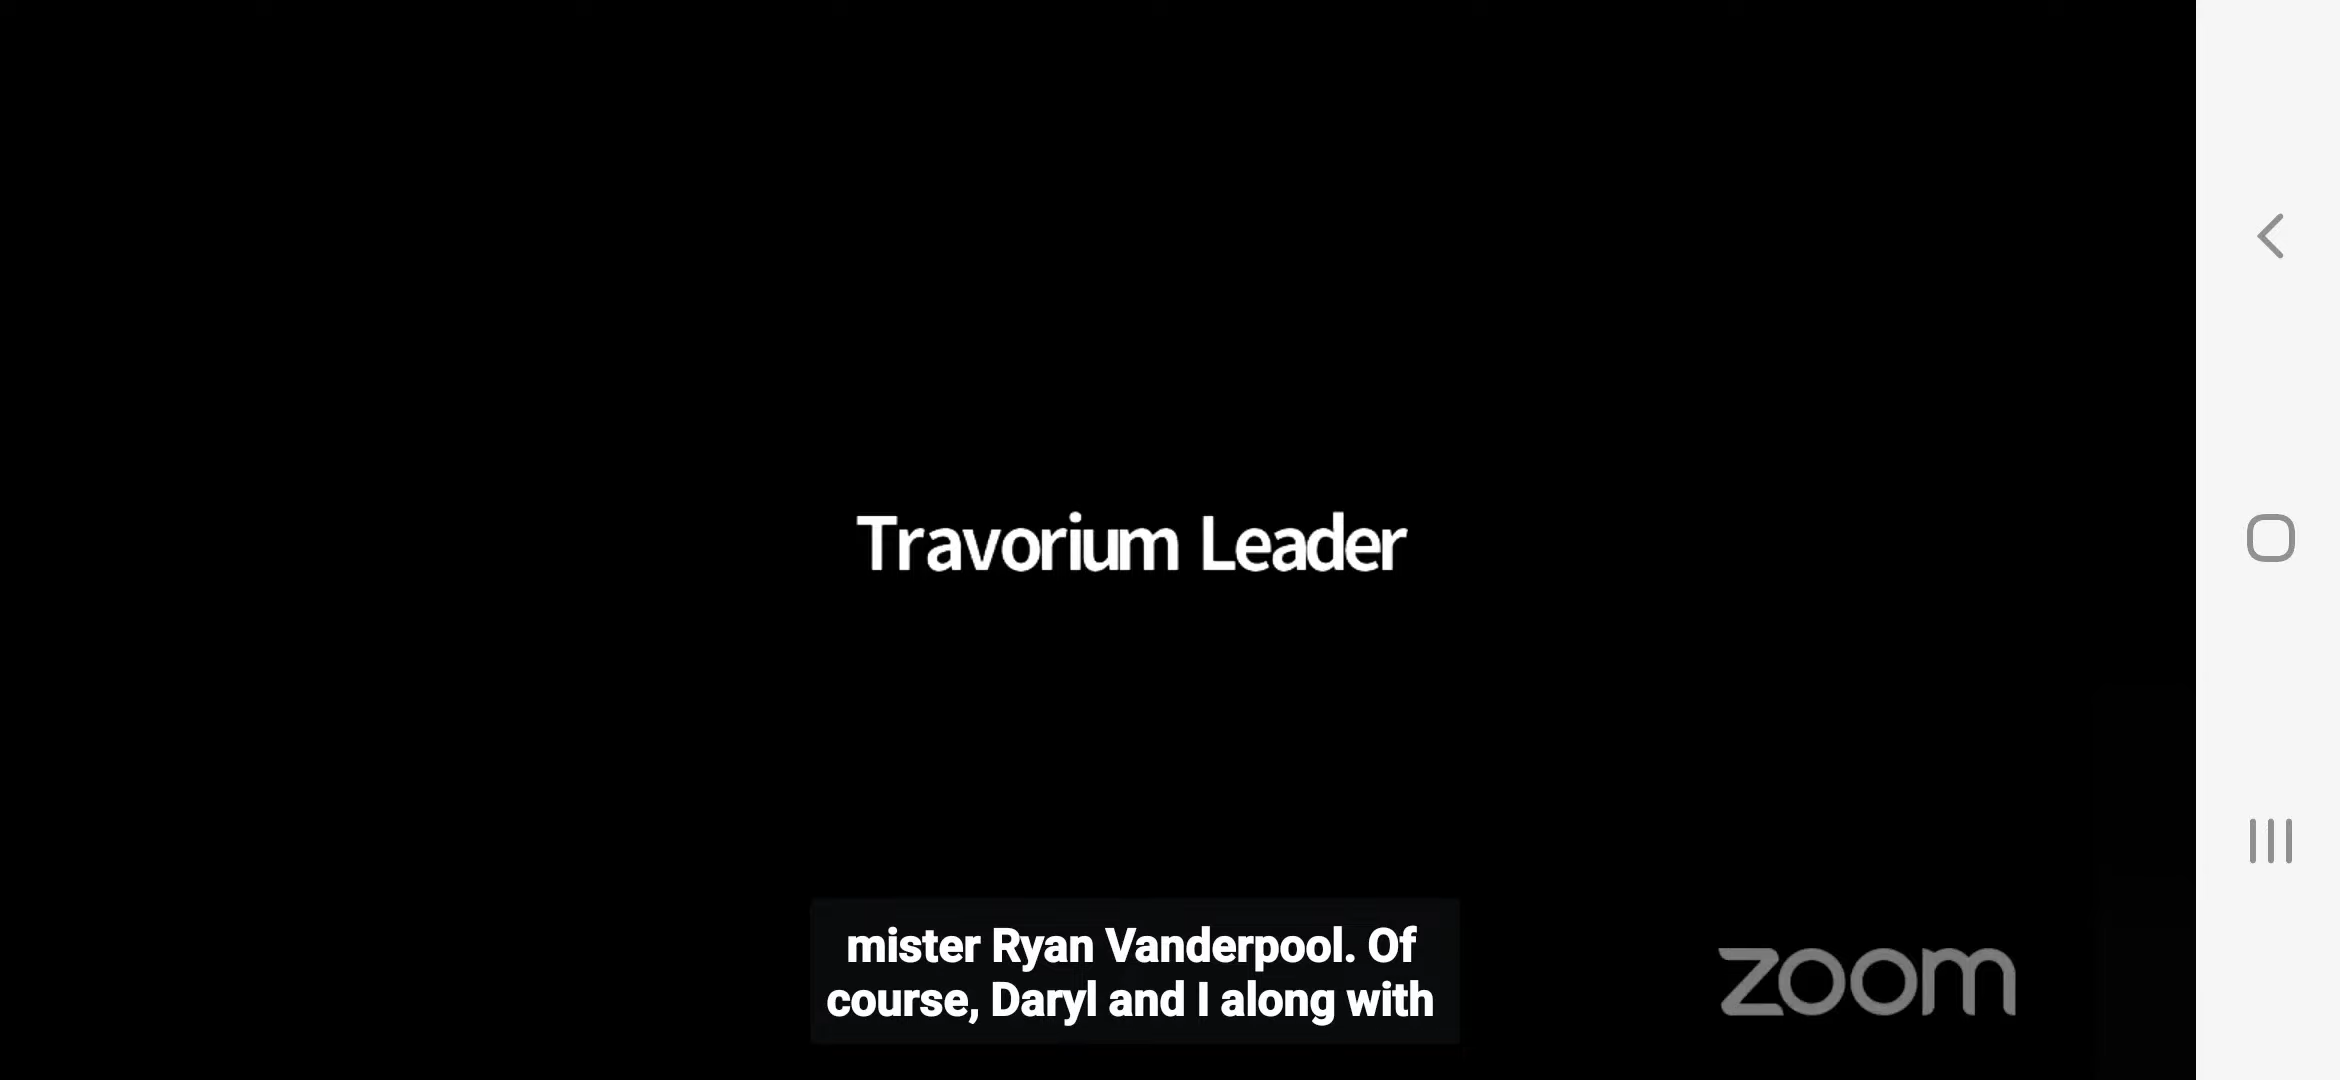 Travorium Leader
mister Ryan Vanderpool. Of
course, Daryl and I along with
zoom